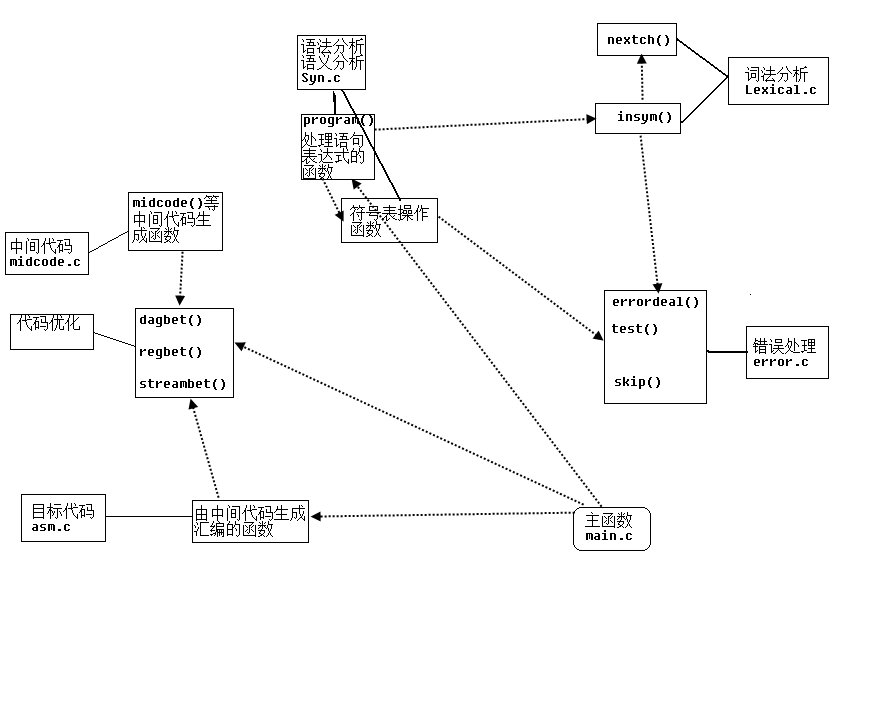 语法分析
语义分析
Syn.c
nextch()
词法分析
Lexical.c
insym()
program()
处理语句
表达式的
函数
符号表操作
函数
midcode()等
中间代码生
成函数
中间代码
midcode.c
代码优化
dagbet()
regbet()
streambet()
errordeal()
test()
skip()
错误处理
error.c
目标代码
asm.c
由中间代码生成
汇编的函数
主函数
main.c